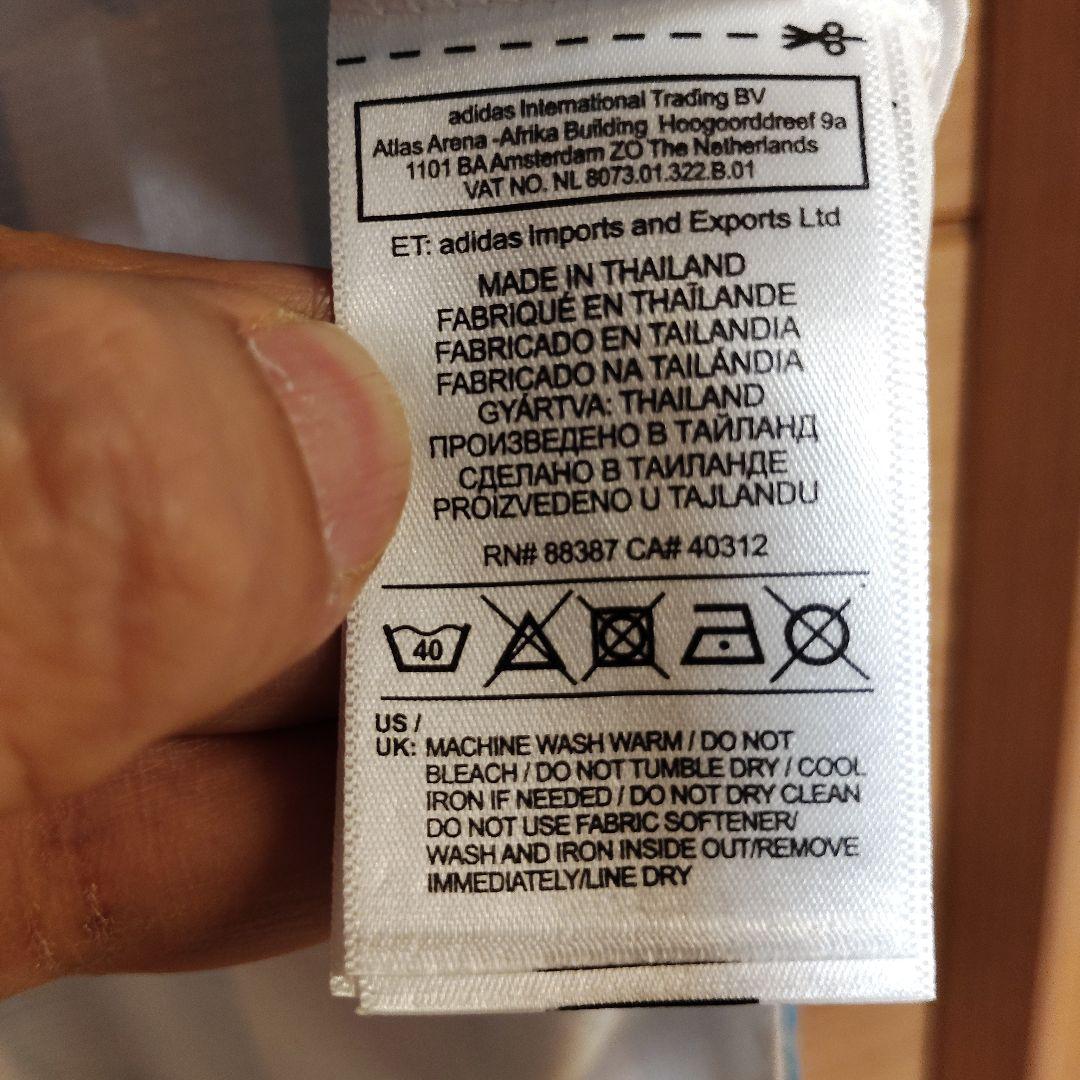 adidas International Trading BV
Atlas Arena -Afrika Building Hoogoorddreef 9a
1101 BA Amsterdam ZO The Netherlands
VAT NO. NL 8073.01.322.B.01
ET: adidas Imports and Exports Ltd
MADE IN THAILAND
FABRIQUÉ EN THAÏLANDE
FABRICADO EN TAILANDIA
FABRICADO NA TAILÁNDIA
GYÁRTVA: THAILAND
ПРОИЗВЕДЕНО В ТАЙЛАНД
СДЕЛАНО В ТАИЛАНДЕ
PROIZVEDENO U TAJLANDU
RN# 88387 CA# 40312
40
US /
UK: MACHINE WASH WARM / DO NOT
BLEACH / DO NOT TUMBLE DRY / COOL
IRON IF NEEDED / DO NOT DRY CLEAN
DO NOT USE FABRIC SOFTENER/
WASH AND IRON INSIDE OUT/REMOVE
IMMEDIATELY/LINE DRY